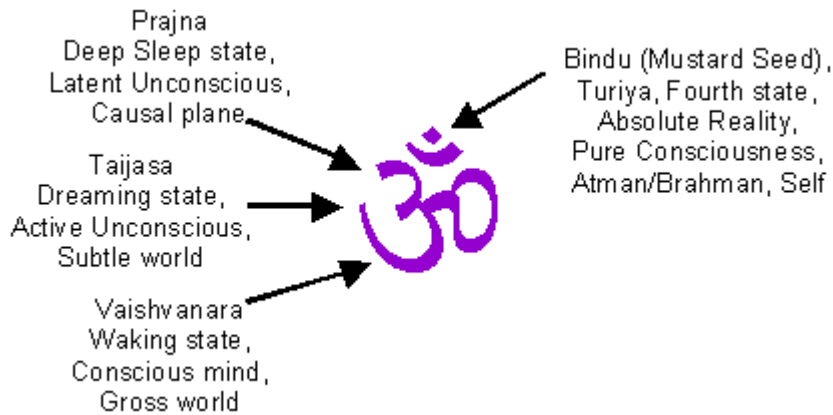 Prajna
Deep Sleep state,
Latent Unconscious,
Causal plane
Taijasa
Dreaming state,
Active Unconscious,
Subtle world
Vaishvanara
Waking state,
Conscious mind,
Gross world
Bindu (Mustard Seed),
Turiya, Fourth state,
Absolute Reality,
Pure Consciousness,
Atman/Brahman, Self
ॐ